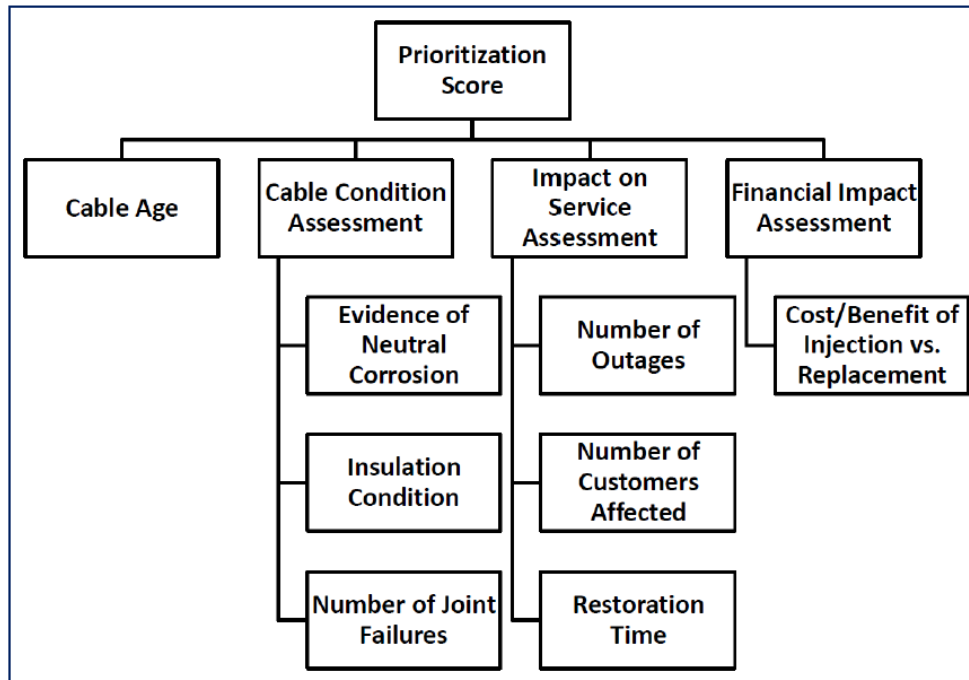 Prioritization
Score
Cable Age
Cable Condition
Assessment
Impact on
Service
Assessment
Financial Impact
Assessment
Evidence of
Neutral
Corrosion
Number of
Outages
Cost/Benefit of
Injection vs.
Replacement
Insulation
Condition
Number of
Customers
Affected
Number of Joint
Failures
Restoration
Time